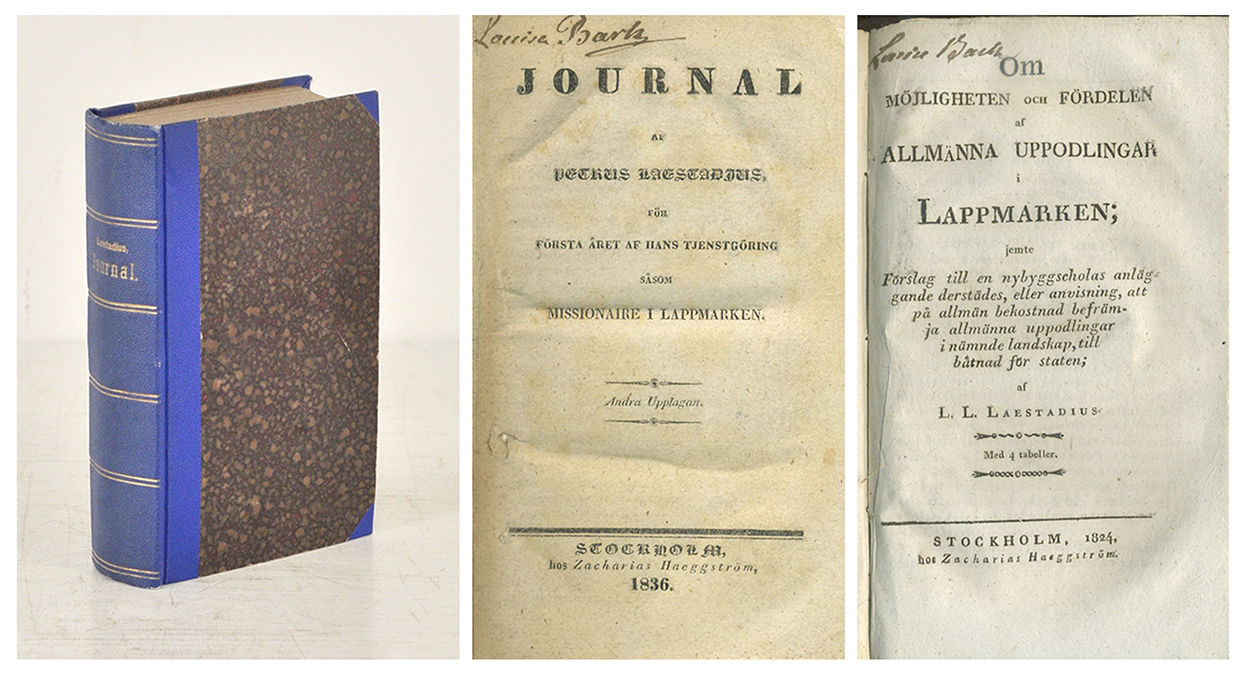 Laestadius,
Journal.
Louise Bark
JOURNAL
AF
PETRUS LAESTADIUS,
FÖR
FÖRSTA ÅRET AF HANS TJENSTGÖRING
SÅSOM
MISSIONAIRE I LAPPMARKEN.
Andra Upplagan.
STOCKHOLM,
hos Zacharias Haeggström,
1836.
Louise Bark
Om
MÖJLIGHETEN OCH FÖRDELEN
af
ALLMÄNNA UPPODLINGAR
i
LAPPMARKEN;
jemte
Förslag till en nybyggscholas anläg-
gande derstädes, eller anvisning, att
på allmän bekostnad befräm-
ja allmänna uppodlingar
i nämnde landskap, till
båtnad för staten;
af
L. L. LAESTADIUS.
Med 4 tabeller.
STOCKHOLM, 1824,
hos Zacharias Haeggström.